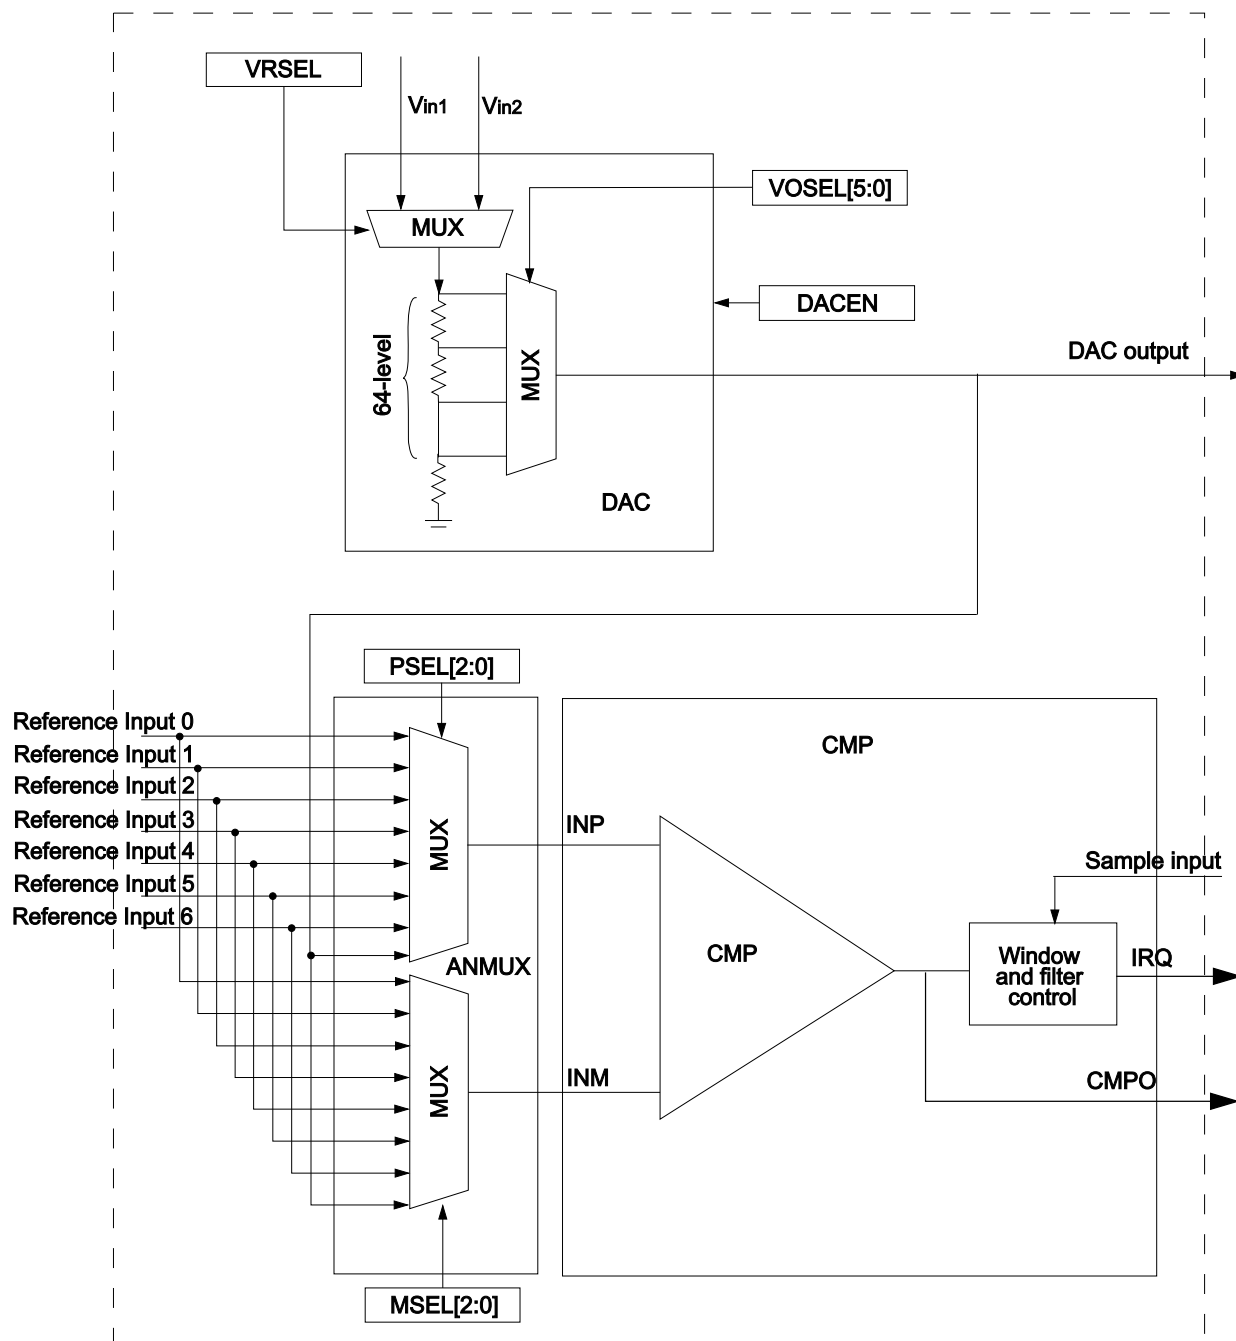 VRSEL
Vin1
Vin2
VOSEL[5:0]
MUX
DACEN
64-level
MUX
DAC output
DAC
PSEL[2:0]
Reference Input 0
Reference Input 1
Reference Input 2
Reference Input 3
Reference Input 4
Reference Input 5
Reference Input 6
MUX
ANMUX
MUX
MSEL[2:0]
CMP
INP
INM
CMP
Sample input
Window
and filter
control
IRQ
CMPO